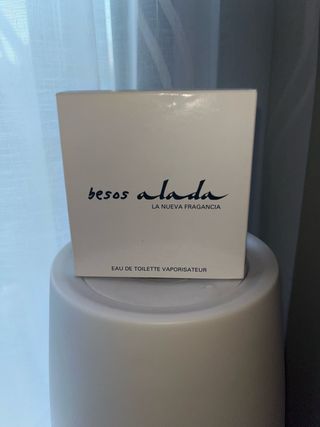 besos alada
LA NUEVA FRAGANCIA
EAU DE TOILETTE VAPORISATEUR